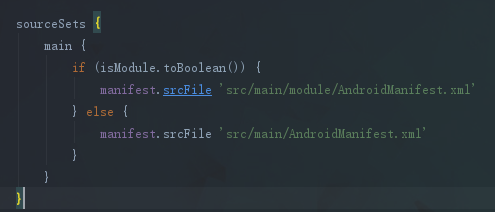 sourceSets {
main {
if (isModule.toBoolean()) {
manifest.srcFile 'src/main/module/AndroidManifest.xml'
} else {
manifest.srcFile 'src/main/AndroidManifest.xml'
}
}
}